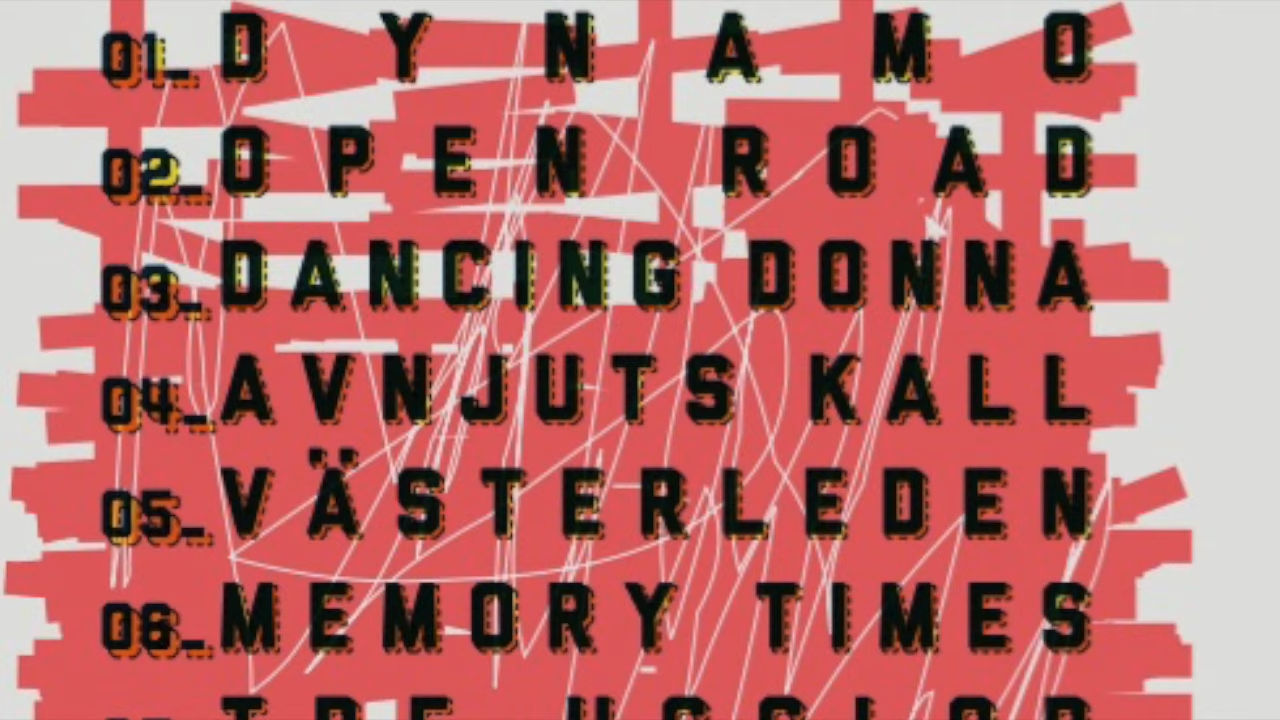 01_DYNAMO
02_OPEN ROAD
03_DANCING DONNA
04_AVNJUTS KALL
05_VÄSTERLEDEN
06_MEMORY TIMES